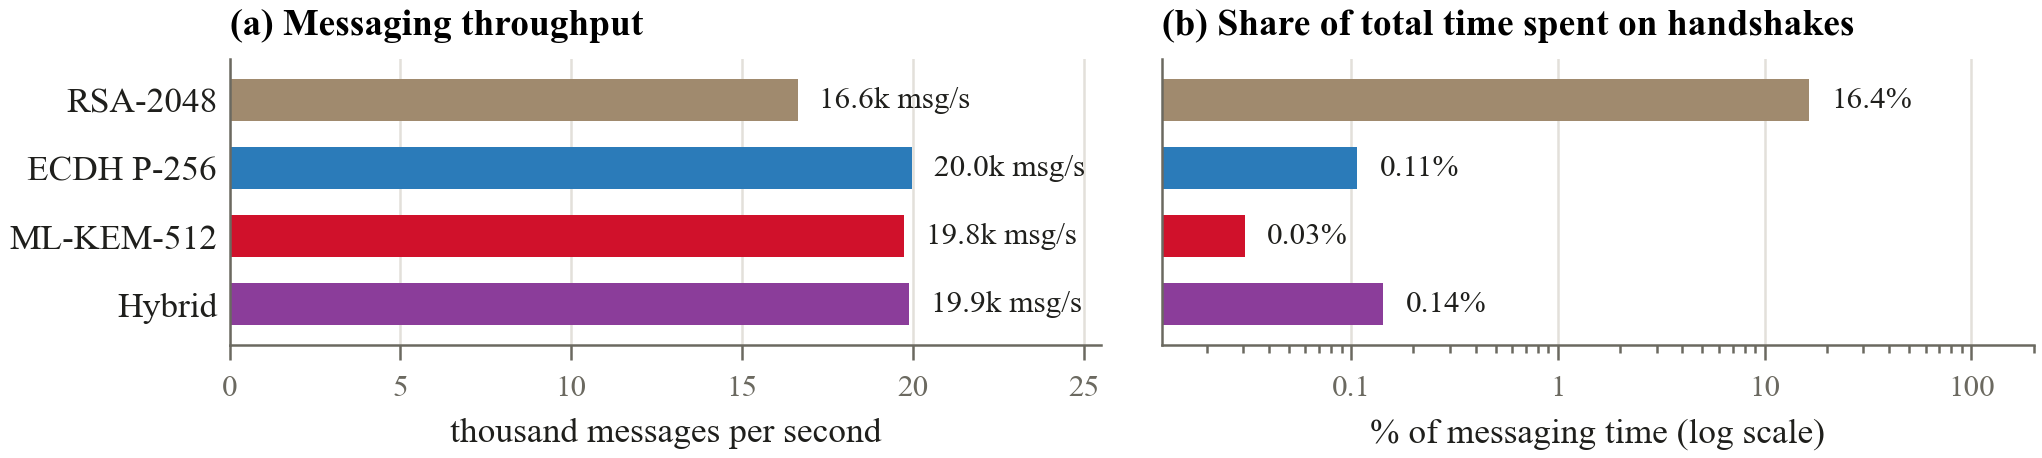 (a) Messaging throughput
RSA-2048
16.6k msg/s
ECDH P-256
20.0k msg/s
ML-KEM-512
19.8k msg/s
Hybrid
19.9k msg/s
0 5 10 15 20 25
thousand messages per second
(b) Share of total time spent on handshakes
16.4%
0.11%
0.03%
0.14%
0.1 1 10 100
% of messaging time (log scale)